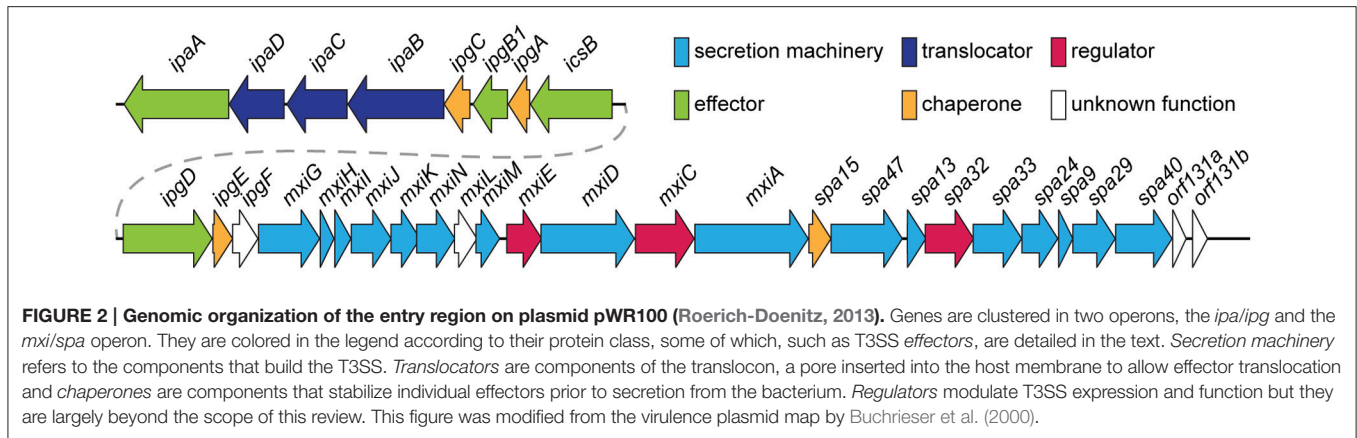 ipaA ipaD ipaC ipaB ipgC ipgB1 ipgA icsB
secretion machinery translocator regulator
effector chaperone unknown function
ipgD ipgE ipgF mxiG mxiH mxiI mxiJ mxiK mxiN mxiL mxiM mxiE mxiD mxiC mxiA spa15 spa47 spa13 spa32 spa33 spa24 spa9 spa29 spa40 orf131a orf131b
FIGURE 2 | Genomic organization of the entry region on plasmid pWR100 (Roerich-Doenitz, 2013). Genes are clustered in two operons, the ipa/ipg and the
mxi/spa operon. They are colored in the legend according to their protein class, some of which, such as T3SS effectors, are detailed in the text. Secretion machinery
refers to the components that build the T3SS. Translocators are components of the translocon, a pore inserted into the host membrane to allow effector translocation
and chaperones are components that stabilize individual effectors prior to secretion from the bacterium. Regulators modulate T3SS expression and function but they
are largely beyond the scope of this review. This figure was modified from the virulence plasmid map by Buchrieser et al. (2000).